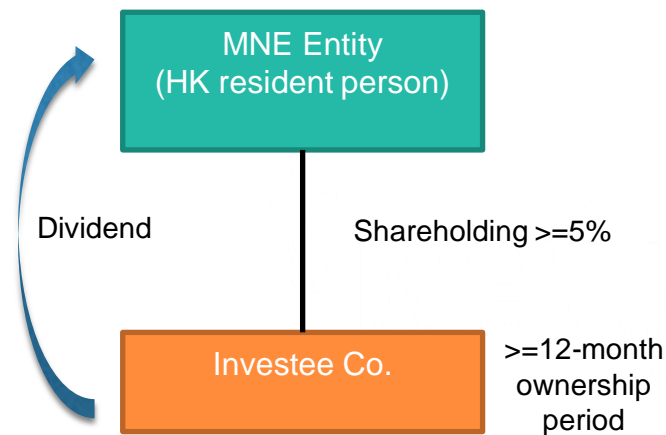 MNE Entity
(HK resident person)
Dividend
Shareholding >=5%
Investee Co.
>=12-month
ownership
period